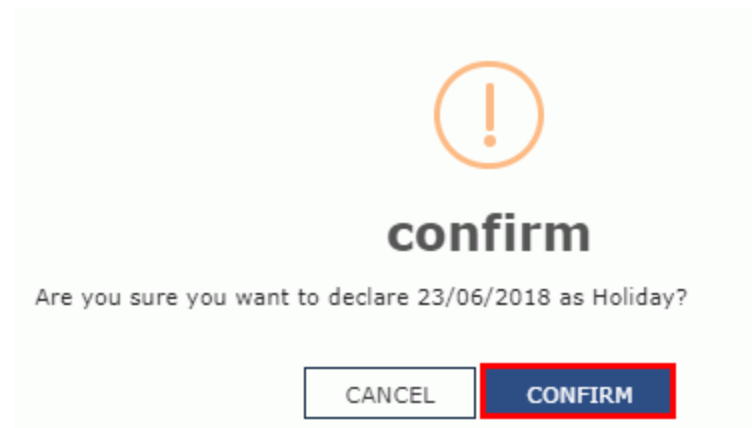 confirm
Are you sure you want to declare 23/06/2018 as Holiday?
CANCEL CONFIRM